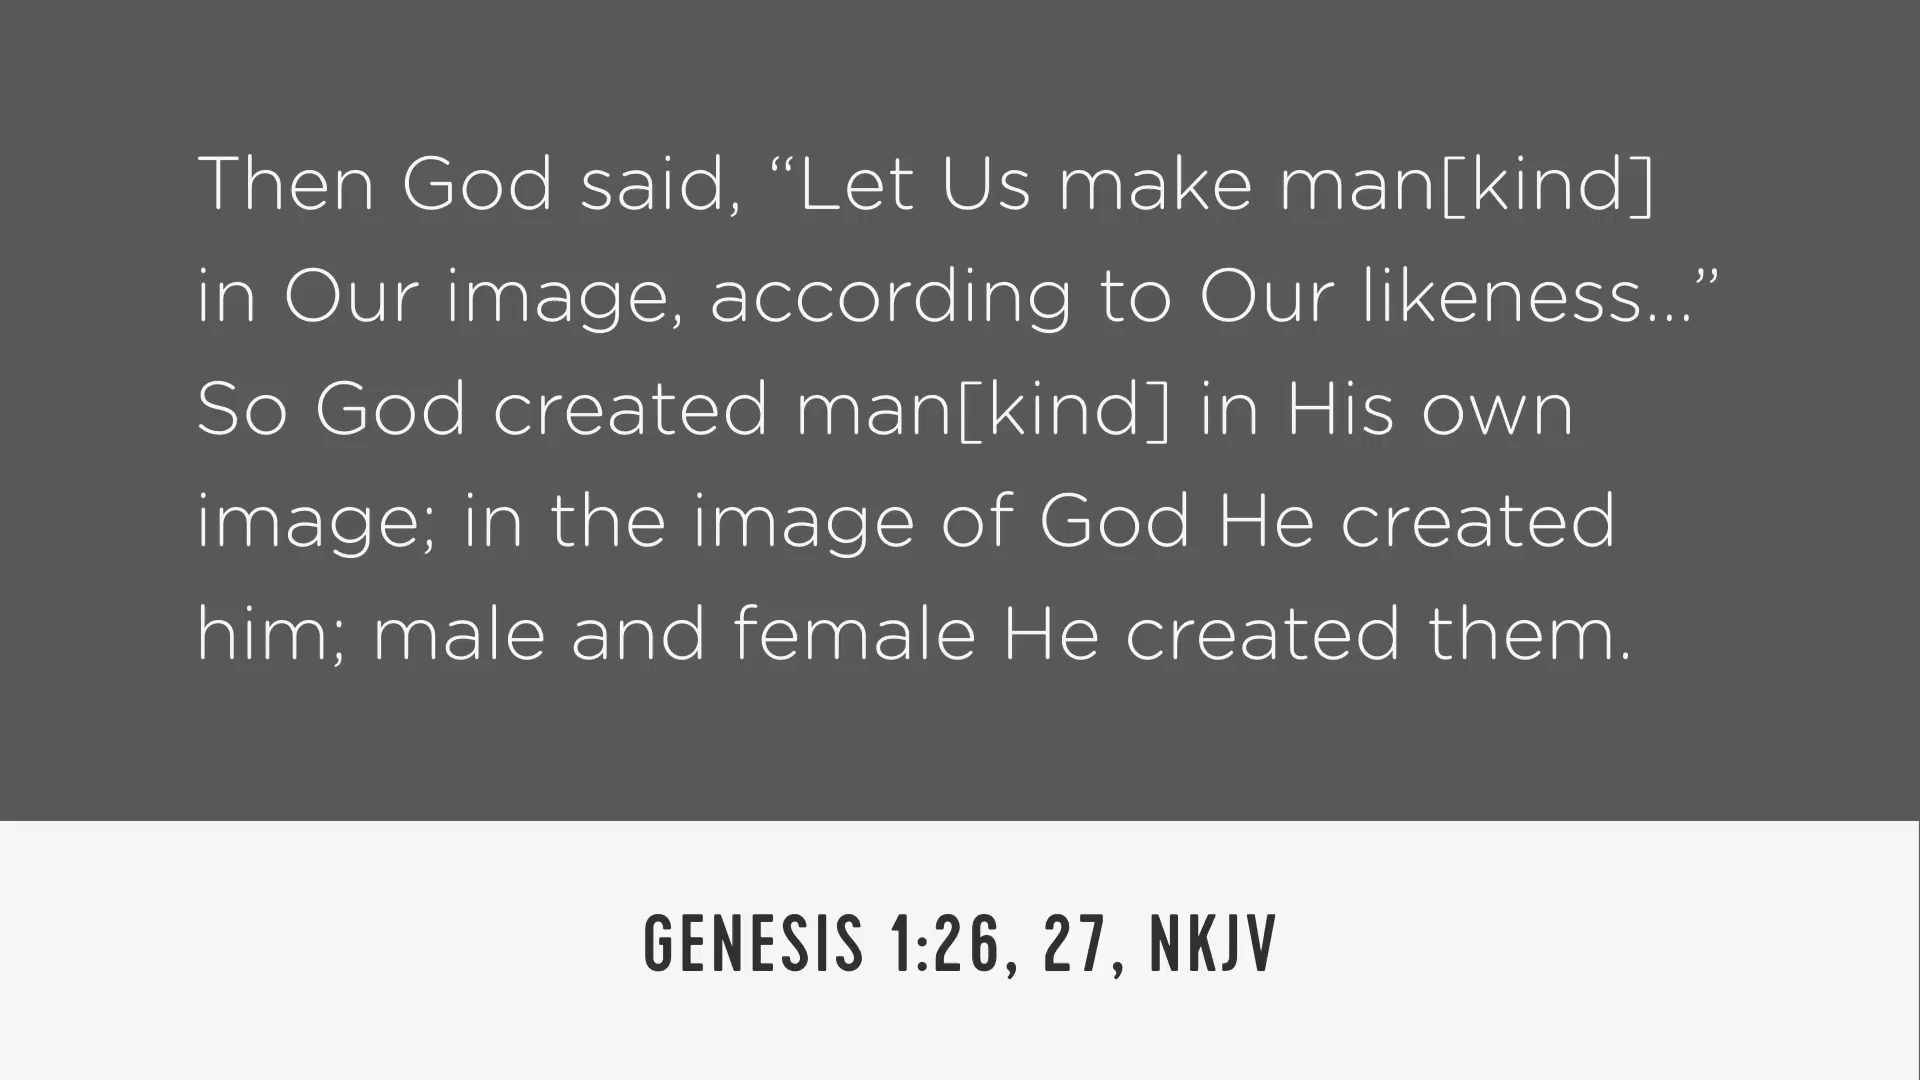 Then God said, “Let Us make man[kind]
in Our image, according to Our likeness...”
So God created man[kind] in His own
image; in the image of God He created
him; male and female He created them.
GENESIS 1:26, 27, NKJV